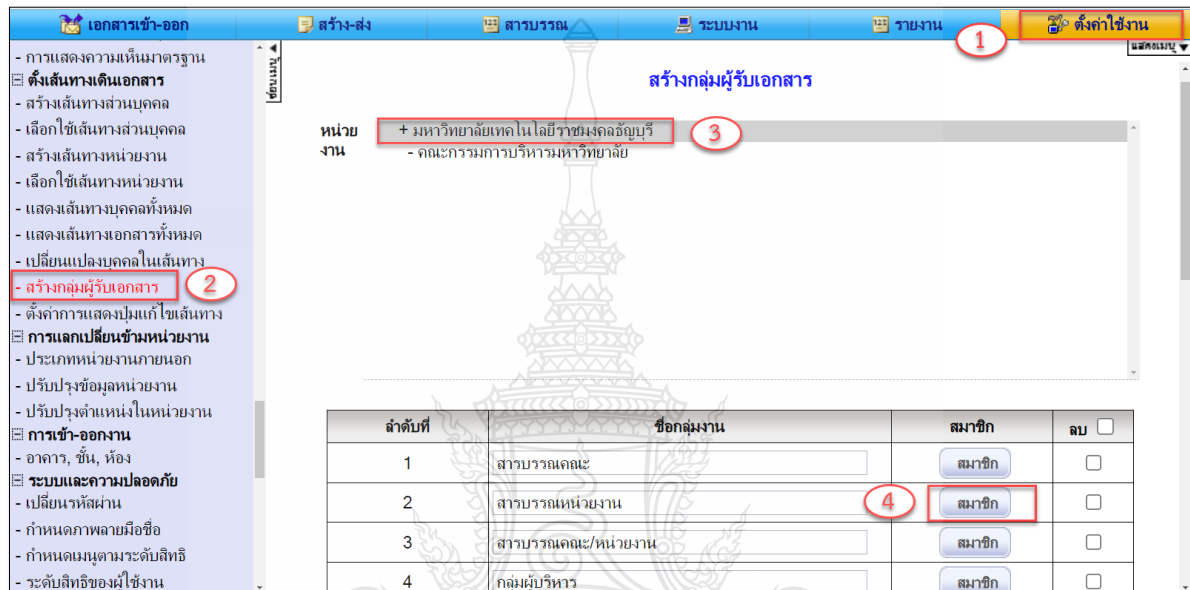 เอกสารเข้า-ออก สร้าง-ส่ง สารบรรณ ระบบงาน รายงาน 1 ตั้งค่าใช้งาน
แสดงเมนู
ซ่อนเมนู
- การแสดงความเห็นมาตรฐาน
ตั้งเส้นทางเดินเอกสาร
- สร้างเส้นทางส่วนบุคคล
- เลือกใช้เส้นทางส่วนบุคคล
- สร้างเส้นทางหน่วยงาน
- เลือกใช้เส้นทางหน่วยงาน
- แสดงเส้นทางบุคคลทั้งหมด
- แสดงเส้นทางเอกสารทั้งหมด
- เปลี่ยนแปลงบุคคลในเส้นทาง
- สร้างกลุ่มผู้รับเอกสาร 2
- ตั้งค่าการแสดงปุ่มแก้ไขเส้นทาง
การแลกเปลี่ยนข้ามหน่วยงาน
- ประเภทหน่วยงานภายนอก
- ปรับปรุงข้อมูลหน่วยงาน
- ปรับปรุงตำแหน่งในหน่วยงาน
การเข้า-ออกงาน
- อาคาร, ชั้น, ห้อง
ระบบและความปลอดภัย
- เปลี่ยนรหัสผ่าน
- กำหนดภาพลายมือชื่อ
- กำหนดเมนูตามระดับสิทธิ
- ระดับสิทธิของผู้ใช้งาน
สร้างกลุ่มผู้รับเอกสาร
หน่วย
งาน
+ มหาวิทยาลัยเทคโนโลยีราชมงคลธัญบุรี 3
- คณะกรรมการบริหารมหาวิทยาลัย
ลำดับที่ ชื่อกลุ่มงาน สมาชิก ลบ
1 สารบรรณคณะ สมาชิก
2 สารบรรณหน่วยงาน 4 สมาชิก
3 สารบรรณคณะ/หน่วยงาน สมาชิก
4 กลุ่มผู้บริหาร สมาชิก